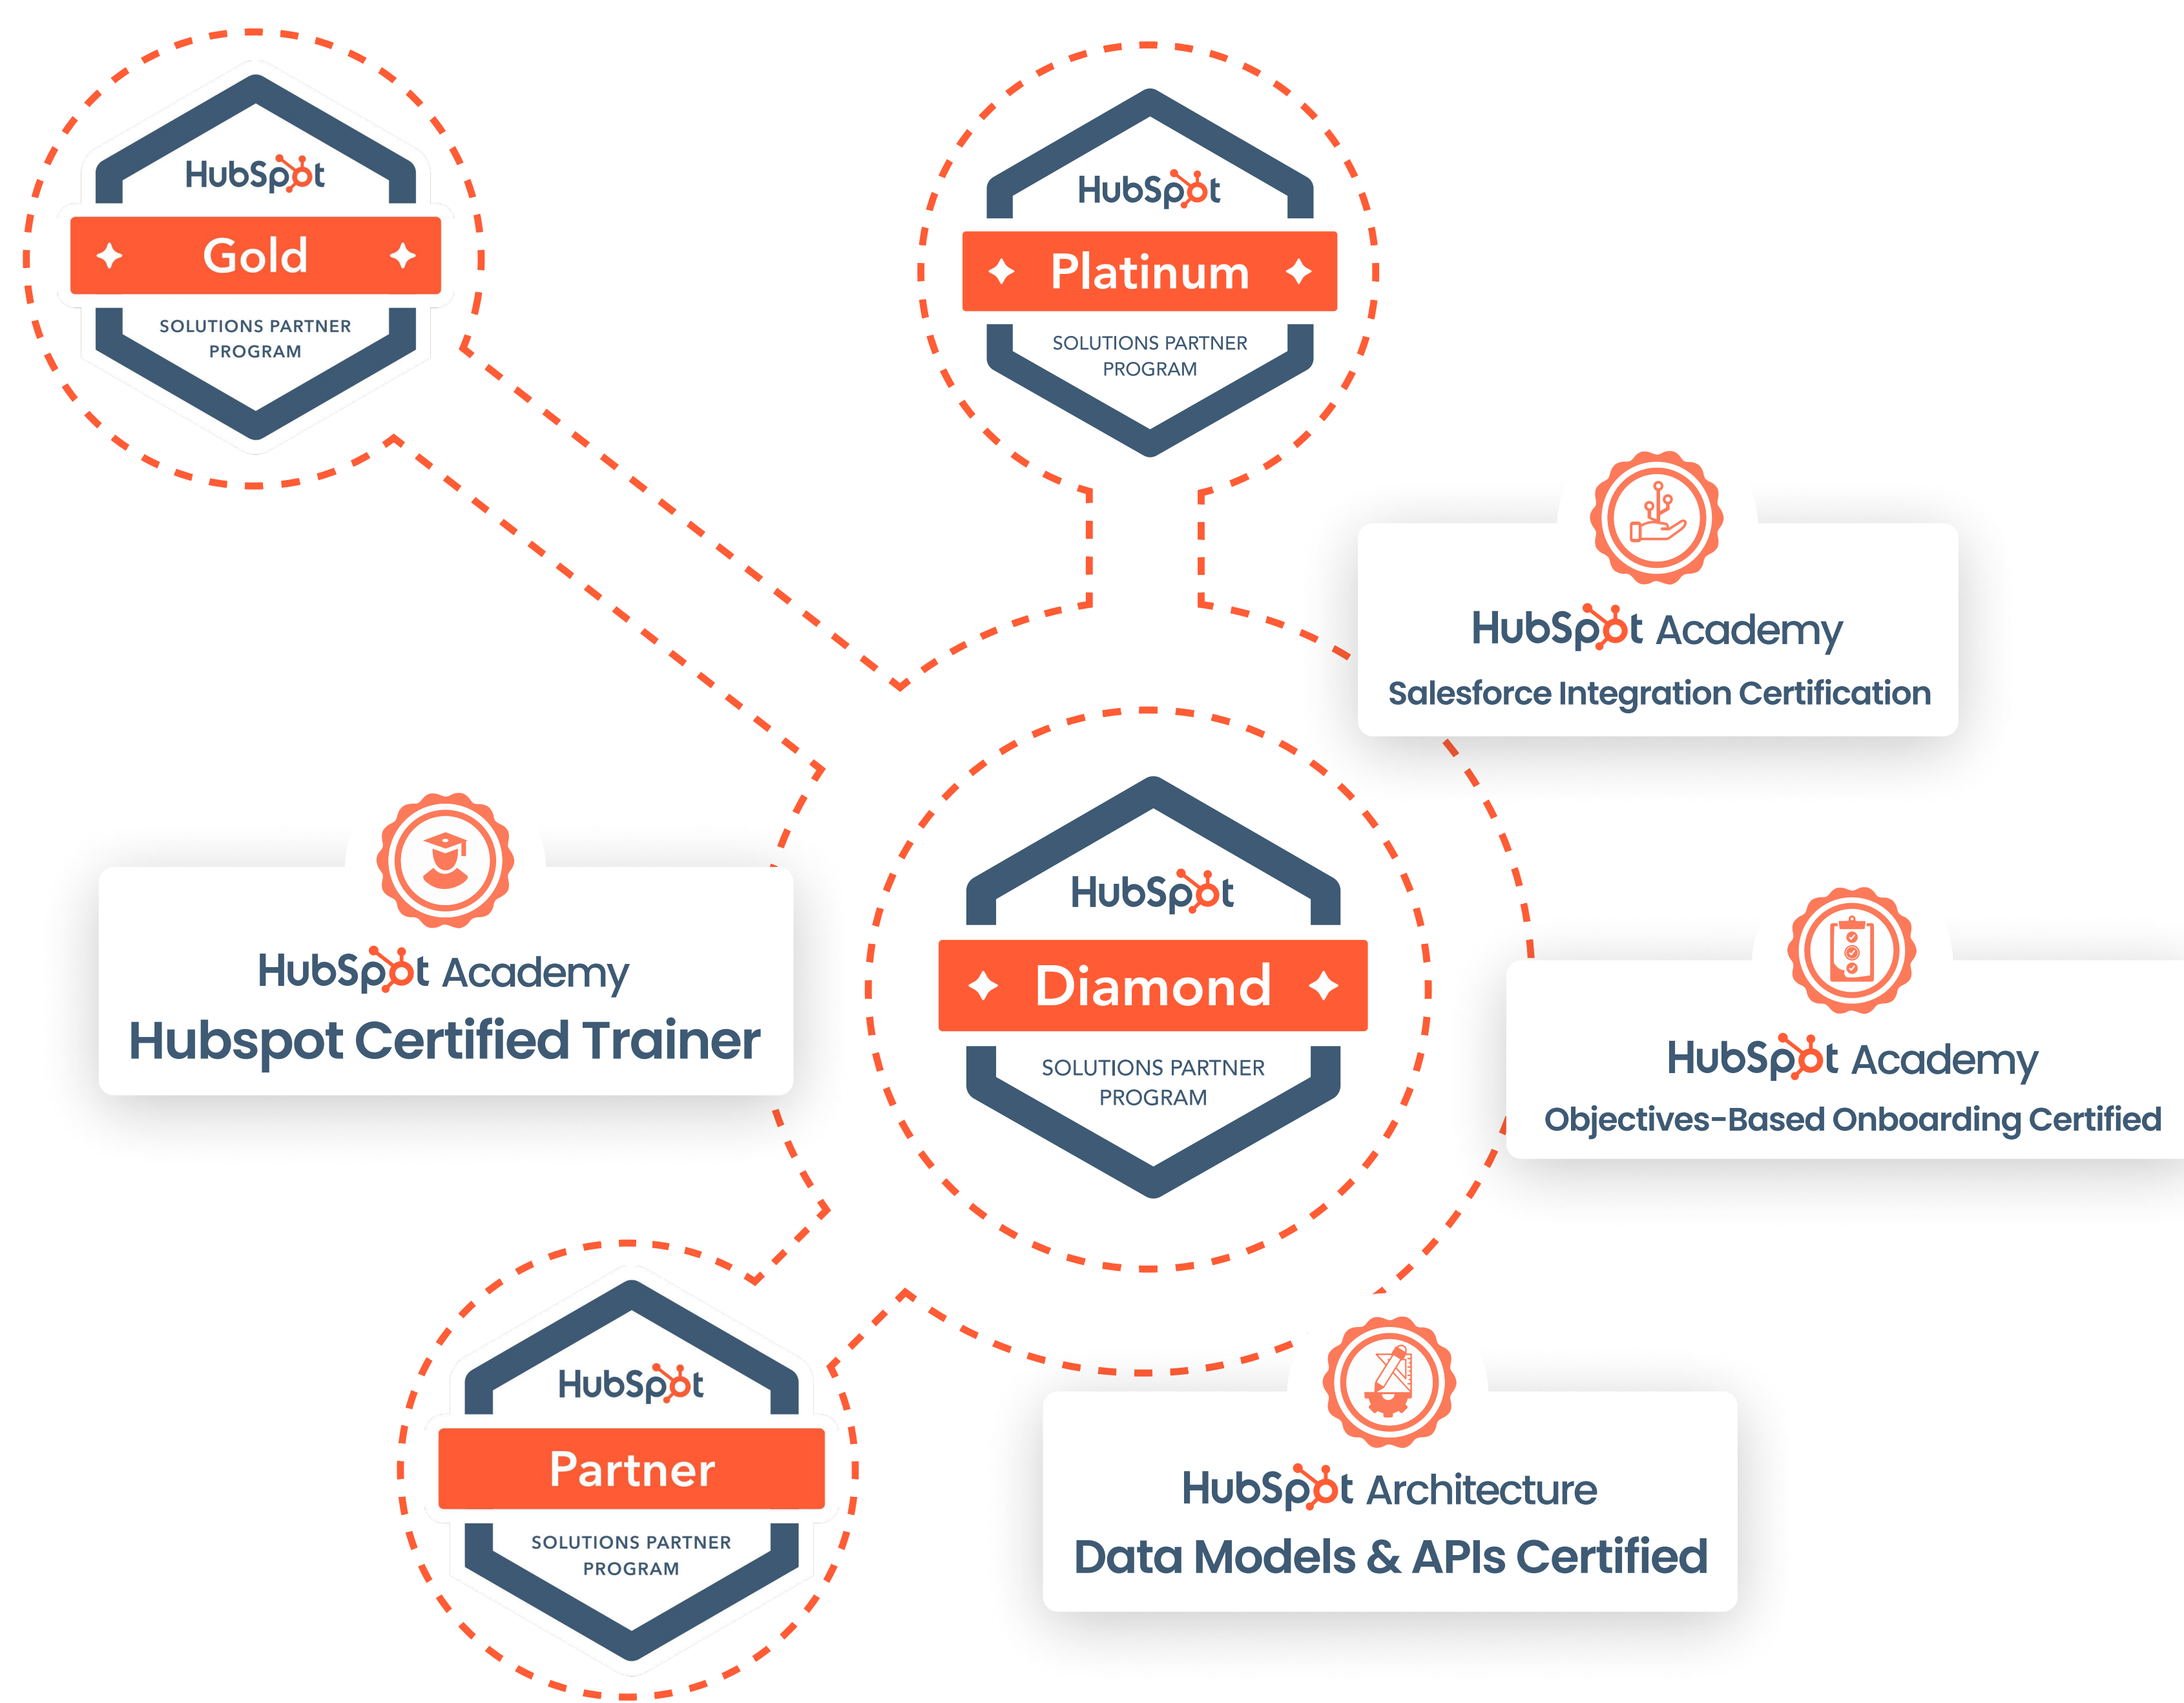 HubSpot
Gold
SOLUTIONS PARTNER
PROGRAM
HubSpot
Platinum
SOLUTIONS PARTNER
PROGRAM
HubSpot Academy
Salesforce Integration Certification
HubSpot Academy
Hubspot Certified Trainer
HubSpot
Diamond
SOLUTIONS PARTNER
PROGRAM
HubSpot Academy
Objectives-Based Onboarding Certified
HubSpot
Partner
SOLUTIONS PARTNER
PROGRAM
HubSpot Architecture
Data Models & APIs Certified